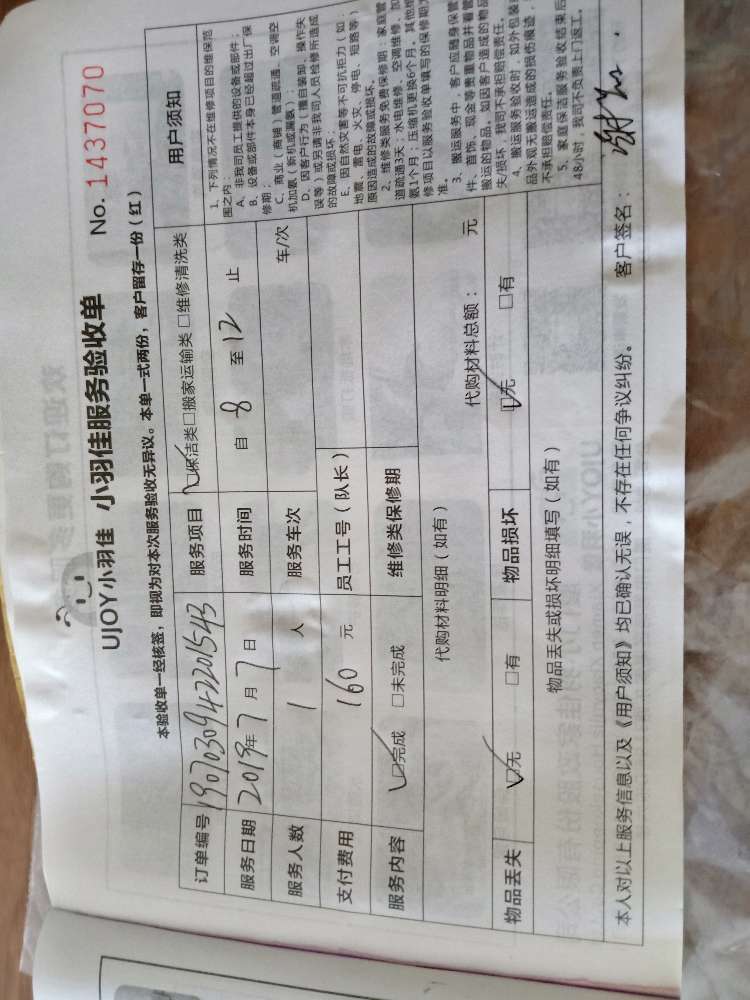 UJOY小羽佳 小羽佳服务验收单 No. 1437070
本验收单一经核签，即视为对本次服务验收无异议。本单一式两份，客户留存一份（红）
订单编号 19070309422201543 服务项目 ☑保洁类□搬家运输类 □维修清洗类
服务日期 2019年 7 月 7 日 服务时间 自 8 至 12 止
服务人数 1 人 服务车次 车/次
支付费用 160 元 员工工号（队长）
服务内容 ☑完成 □未完成 维修类保修期
代购材料明细（如有） 代购材料总额： 元
物品丢失 ☑无 □有 物品损坏 ☑无 □有
物品丢失或损坏明细填写（如有）
用户须知
1、下列情况不在维修项目的维保范
围之内：
A、非我司员工提供的设备或部件；
B、设备或部件本身已经超过出厂保
修期；
C、商业（商铺）管道疏通、空调空
机加氨（新机或漏氨）；
D、因客户行为（擅自装卸、操作失
误等）或另请非我司人员检修所造成
的故障或损坏；
E、因自然灾害等不可抗拒力（如：
地震、雷电、火灾、停电、短路等）
原因造成的故障或损坏。
2、维修类服务免费保修期：家庭管
道疏通3天；水电维修、空调维修、加
氨1个月；压缩机更换6个月。其他维
修项目以服务验收单填写的保修期为
准。
3、搬运服务中，客户应随身保管
件、首饰、现金等贵重物品并看管
搬运的物品。如因客户造成的物品
失/损坏，我司不承担赔偿责任。
4、搬运服务验收时，如外包装
品外观无搬运造成的损伤痕迹，
不承担赔偿责任。
5、家庭保洁服务验收结束后
48小时，我司不负责上门返工。
本人对以上服务信息以及《用户须知》均已确认无误，不存在任何争议纠纷。 客户签名：